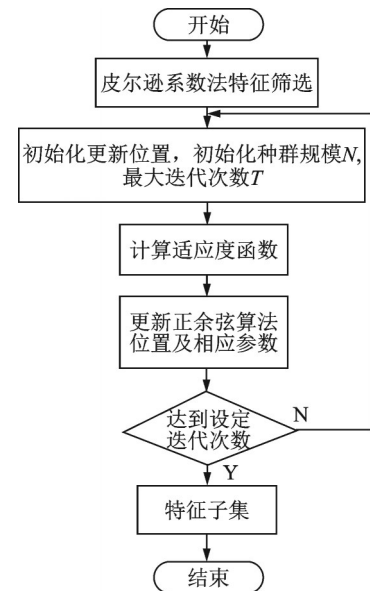 开始
皮尔逊系数法特征筛选
初始化更新位置，初始化种群规模N,
最大迭代次数T
计算适应度函数
更新正余弦算法
位置及相应参数
达到设定
迭代次数
N
Y
特征子集
结束